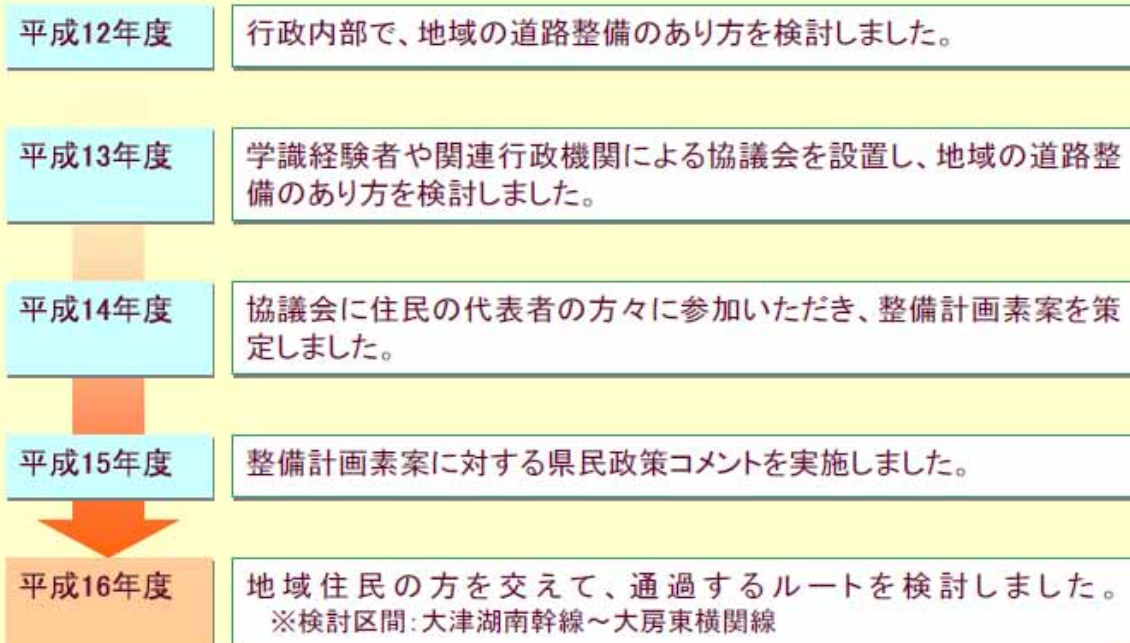 平成12年度
行政内部で、地域の道路整備のあり方を検討しました。
平成13年度
学識経験者や関連行政機関による協議会を設置し、地域の道路整
備のあり方を検討しました。
平成14年度
協議会に住民の代表者の方々に参加いただき、整備計画素案を策
定しました。
平成15年度
整備計画素案に対する県民政策コメントを実施しました。
平成16年度
地域住民の方を交えて、通過するルートを検討しました。
※検討区間:大津湖南幹線～大房東横関線